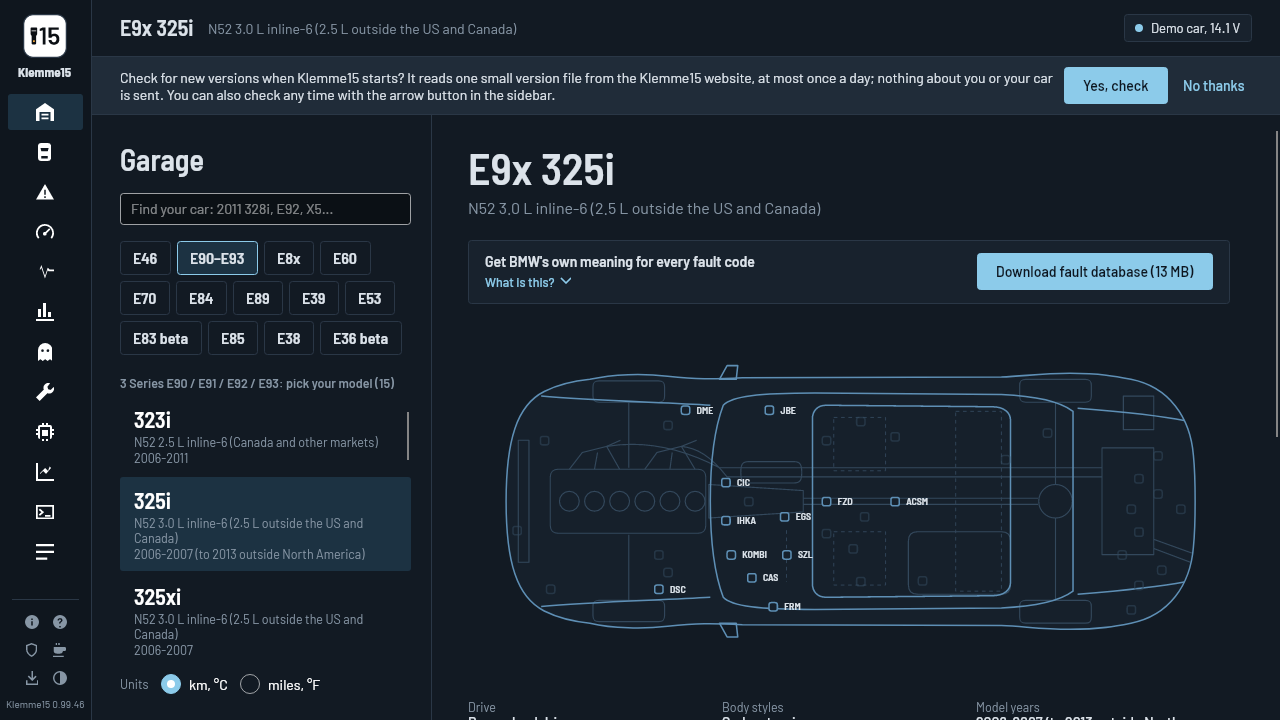 i15
Klemme15
E9x 325i
N52 3.0 L inline-6 (2.5 L outside the US and Canada)
Demo car, 14.1 V
Check for new versions when Klemme15 starts? It reads one small version file from the Klemme15 website, at most once a day; nothing about you or your car
is sent. You can also check any time with the arrow button in the sidebar.
Yes, check
No thanks
Garage
Find your car: 2011 328i, E92, X5...
E46
E90–E93
E8x
E60
E70
E84
E89
E39
E53
E83 beta
E85
E38
E36 beta
3 Series E90 / E91 / E92 / E93: pick your model (15)
323i
N52 2.5 L inline-6 (Canada and other markets)
2006-2011
325i
N52 3.0 L inline-6 (2.5 L outside the US and
Canada)
2006-2007 (to 2013 outside North America)
325xi
N52 3.0 L inline-6 (2.5 L outside the US and
Canada)
2006-2007
Units
km, °C
miles, °F
Klemme15 0.99.46
E9x 325i
N52 3.0 L inline-6 (2.5 L outside the US and Canada)
Get BMW's own meaning for every fault code
What is this?
Download fault database (13 MB)
DME
JBE
CIC
FZD
ACSM
IHKA
EGS
KOMBI
SZL
CAS
DSC
FRM
Drive
Body styles
Model years